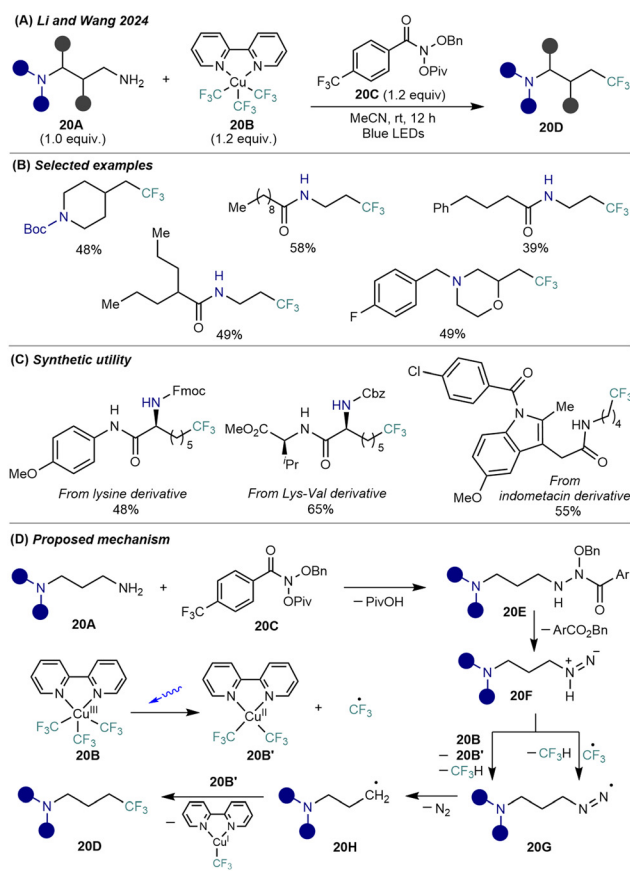 (A) Li and Wang 2024
N
NH2
20A
(1.0 equiv.)
+
N N
Cu
F3C CF3
CF3
20B
(1.2 equiv.)
O
N OBn
OPiv
F3C
20C (1.2 equiv)
MeCN, rt, 12 h
Blue LEDs
N
CF3
20D
(B) Selected examples
Boc N
CF3
48%
Me ( )8
O
H
N
CF3
58%
Ph
O
H
N
CF3
39%
Me
Me
O
H
N
CF3
49%
F
N
O
CF3
49%
(C) Synthetic utility
MeO
H
N
O
HN Fmoc
( )5 CF3
From lysine derivative
48%
MeO2C
iPr
H
N
O
HN Cbz
( )5 CF3
From Lys-Val derivative
65%
Cl
O
N
Me
MeO
O
HN
( )4
CF3
From
indometacin derivative
55%
(D) Proposed mechanism
N
NH2
20A
+
O
N OBn
OPiv
F3C
20C
– PivOH
N
N
H
N
OBn
Ar
O
20E
– ArCO2Bn
N
+
N
H
N –
20F
N N
CuIII
F3C CF3
CF3
20B
N N
CuII
F3C CF3
20B'
+
•
CF3
20B
– 20B'
– CF3H
– CF3H
•
CF3
N
N
N •
20G
– N2
N
•
CH2
20H
20B'
–
N N
CuI
CF3
N
CF3
20D